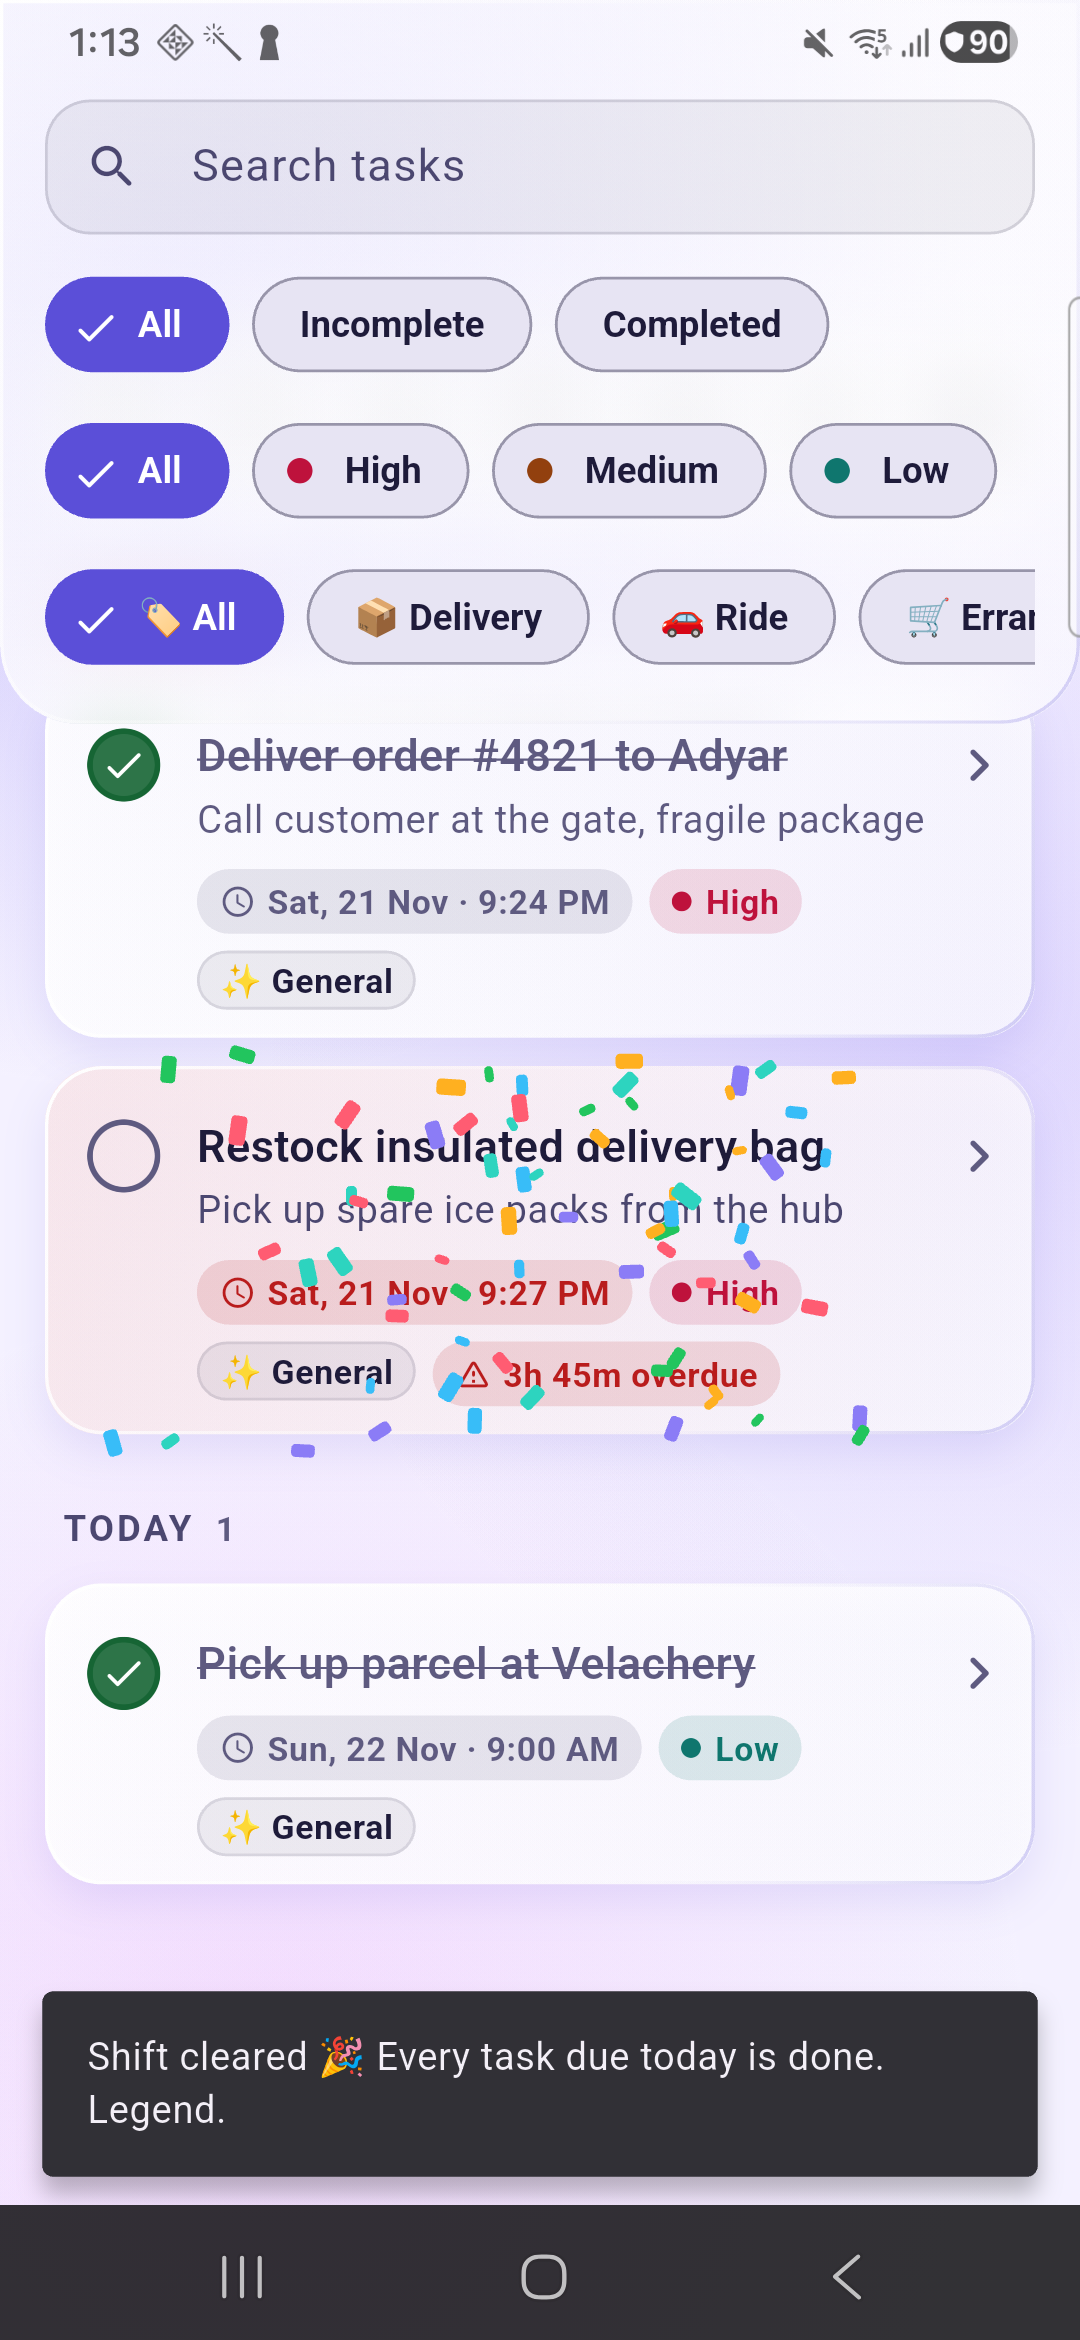 1:13
5
90
Search tasks
All Incomplete Completed
All High Medium Low
All Delivery Ride Erran
Deliver order #4821 to Adyar
Call customer at the gate, fragile package
Sat, 21 Nov · 9:24 PM High
General
Restock insulated delivery bag
Pick up spare ice packs from the hub
Sat, 21 Nov · 9:27 PM High
General 3h 45m overdue
TODAY 1
Pick up parcel at Velachery
Sun, 22 Nov · 9:00 AM Low
General
Shift cleared 🎉 Every task due today is done.
Legend.